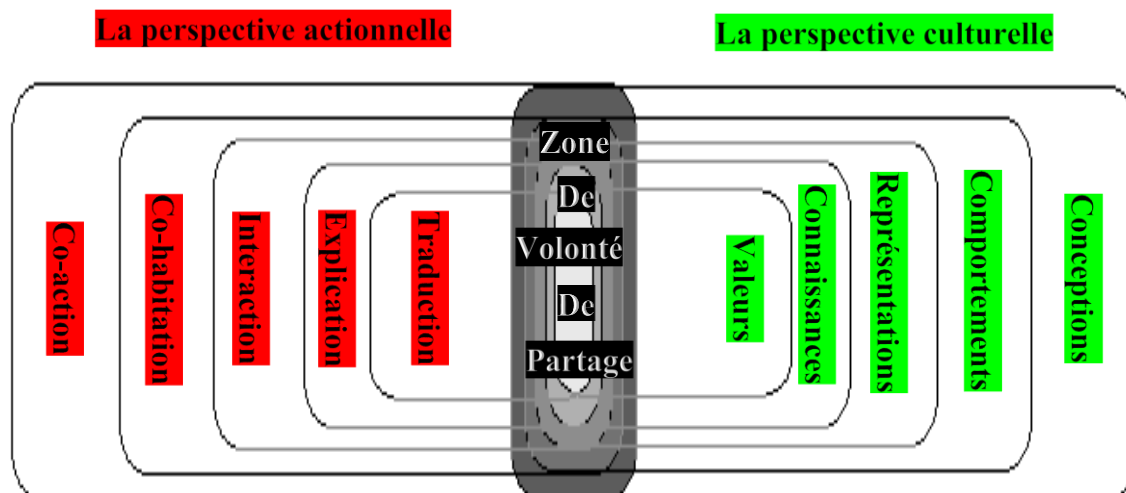 La perspective actionnelle
La perspective culturelle
Zone
De
Volonté
De
Partage
Co-action
Co-habitation
Interaction
Explication
Traduction
Valeurs
Connaissances
Représentations
Comportements
Conceptions